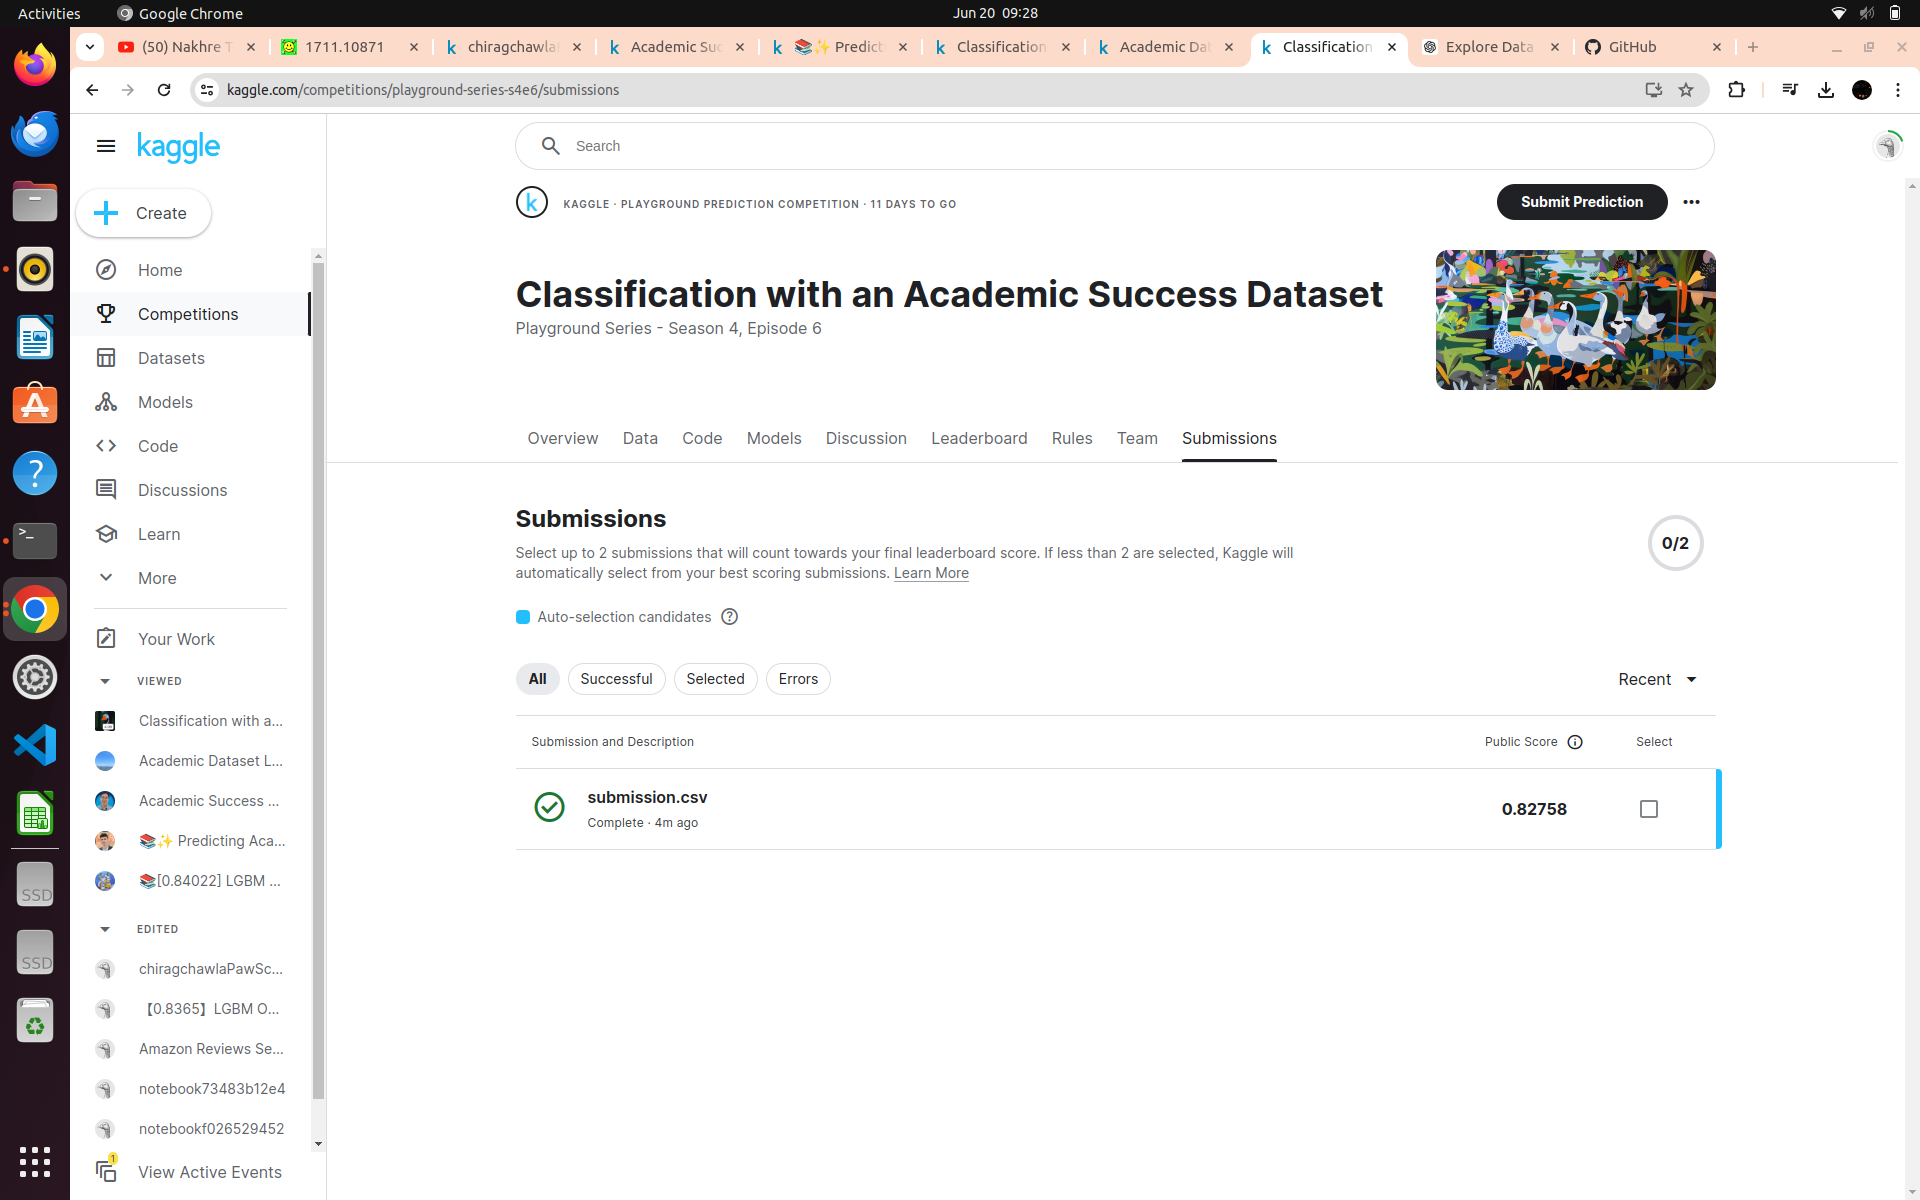 Activities
Google Chrome
Jun 20 09:28
(50) Nakhre T
1711.10871
chiragchawla
Academic Suc
📚✨ Predict
Classification
Academic Dat
Classification
Explore Data
GitHub
kaggle.com/competitions/playground-series-s4e6/submissions
kaggle
Search
Create
Home
Competitions
Datasets
Models
Code
Discussions
Learn
More
Your Work
VIEWED
Classification with a...
Academic Dataset L...
Academic Success ...
📚✨ Predicting Aca...
📚[0.84022] LGBM ...
EDITED
chiragchawlaPawSc...
【0.8365】LGBM O...
Amazon Reviews Se...
notebook73483b12e4
notebookf026529452
1
View Active Events
KAGGLE · PLAYGROUND PREDICTION COMPETITION · 11 DAYS TO GO
Submit Prediction
Classification with an Academic Success Dataset
Playground Series - Season 4, Episode 6
Overview
Data
Code
Models
Discussion
Leaderboard
Rules
Team
Submissions
Submissions
Select up to 2 submissions that will count towards your final leaderboard score. If less than 2 are selected, Kaggle will
automatically select from your best scoring submissions. Learn More
0/2
Auto-selection candidates
All
Successful
Selected
Errors
Recent
Submission and Description
Public Score
Select
submission.csv
Complete · 4m ago
0.82758
SSD
SSD